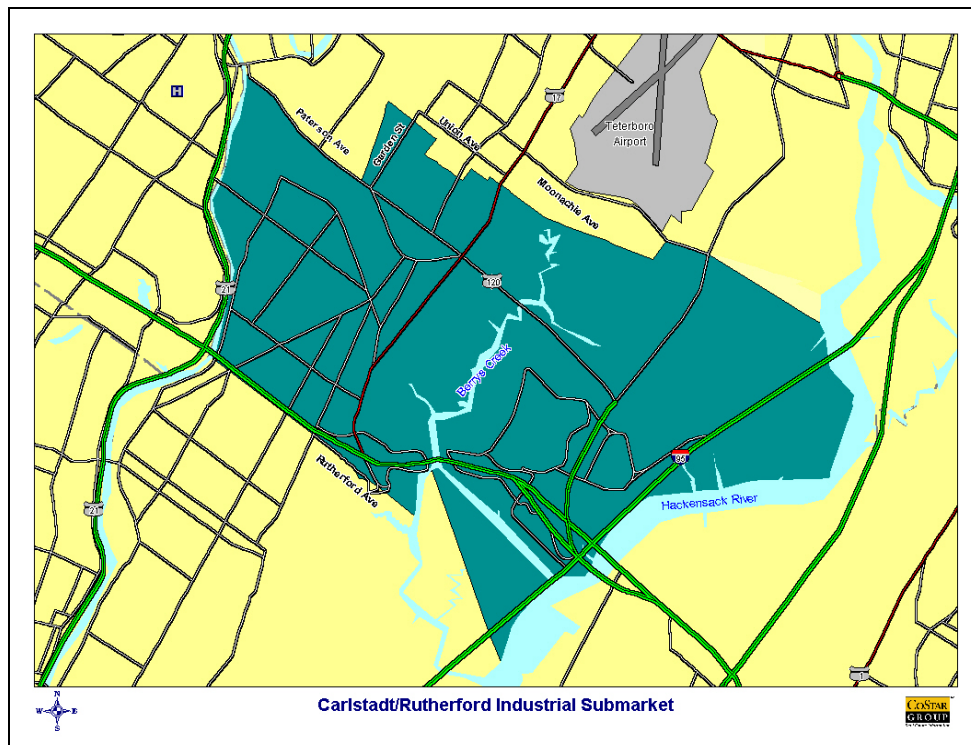 H
17
Paterson Ave
Garden St
Union Ave
Teterboro
Airport
Moonachie Ave
120
21
Berrys Creek
95
Rutherford Ave
Hackensack River
21
1
N
W
E
S
Carlstadt/Rutherford Industrial Submarket
COSTAR
GROUP